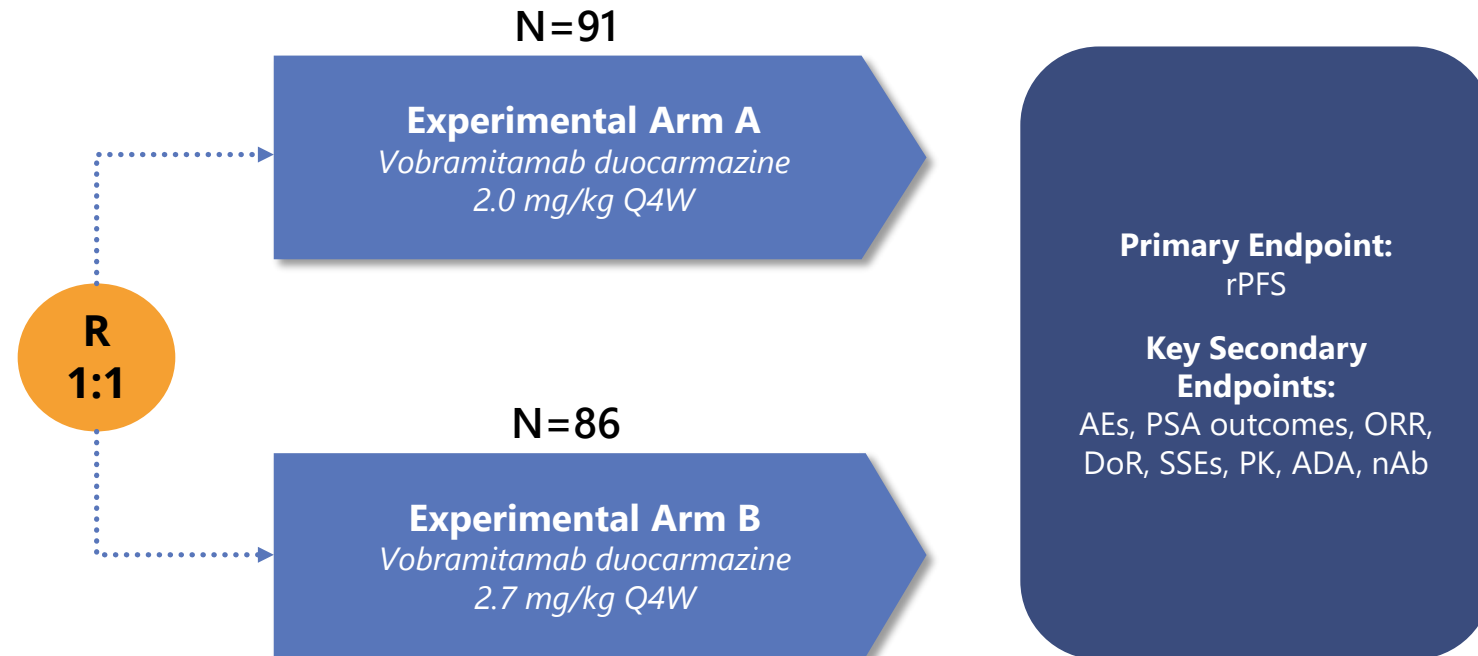 N=91
Experimental Arm A
Vobramitamab duocarmazine
2.0 mg/kg Q4W
R
1:1
N=86
Experimental Arm B
Vobramitamab duocarmazine
2.7 mg/kg Q4W
Primary Endpoint:
rPFS
Key Secondary
Endpoints:
AEs, PSA outcomes, ORR,
DoR, SSEs, PK, ADA, nAb